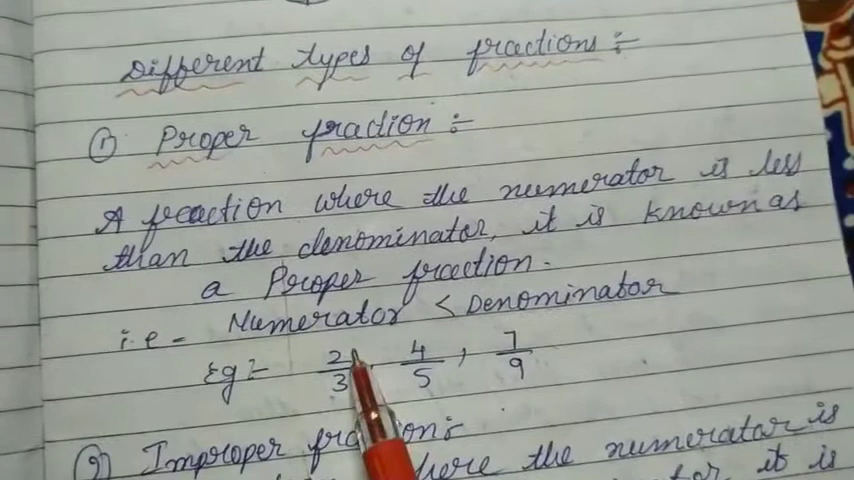 Different types of fractions :-
① Proper fraction :-
A fraction where the numerator is less
than the denominator, it is known as
a Proper fraction.
i.e - Numerator < Denominator
Eg :- 2/3 4/5 , 7/9
② Improper fraction :-
where the numerator is
it is